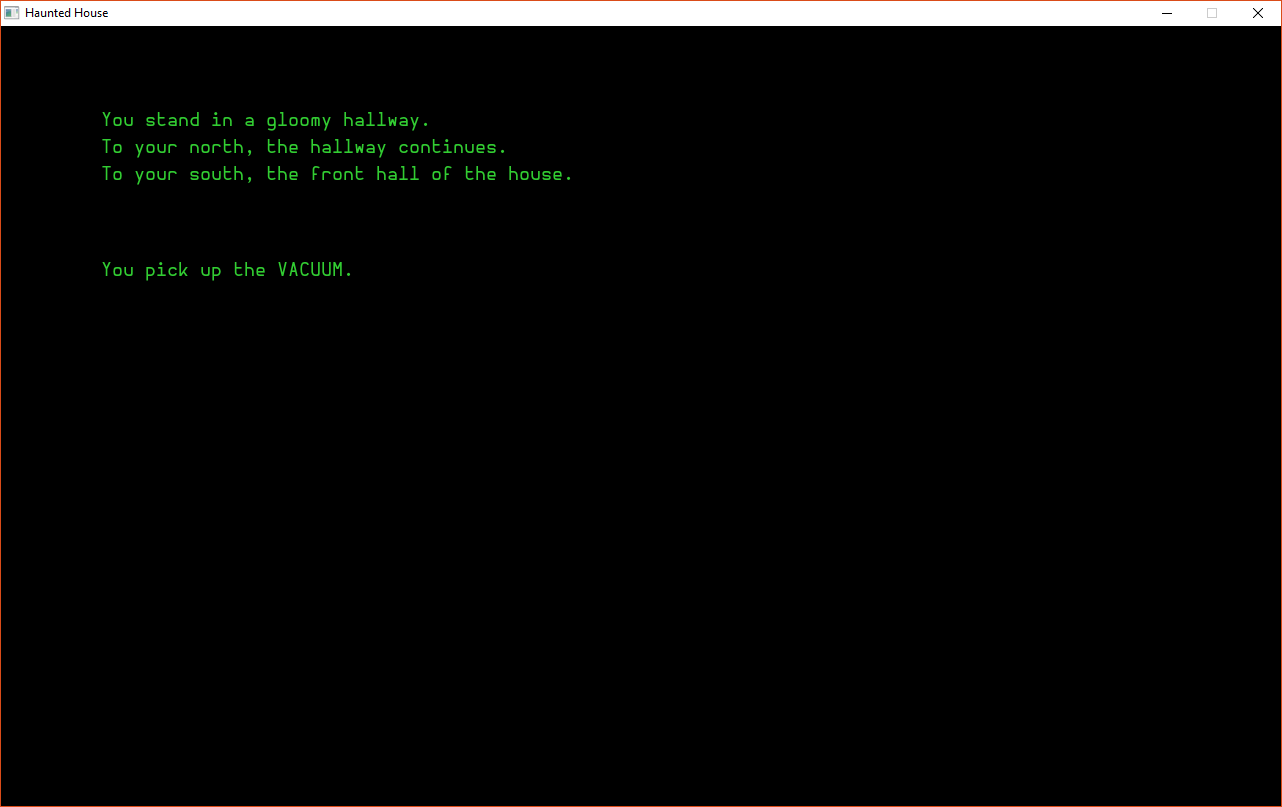 Haunted House
You stand in a gloomy hallway.
To your north, the hallway continues.
To your south, the front hall of the house.
You pick up the VACUUM.